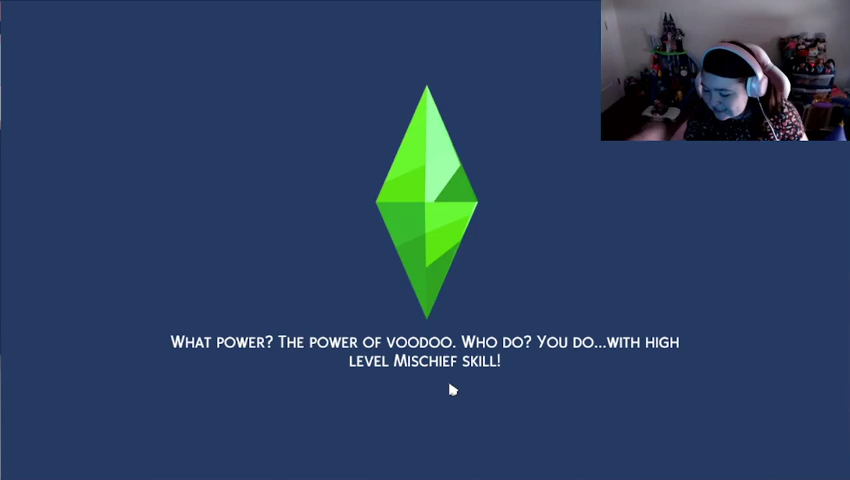 What power? The power of voodoo. Who do? You do...with high
level Mischief skill!